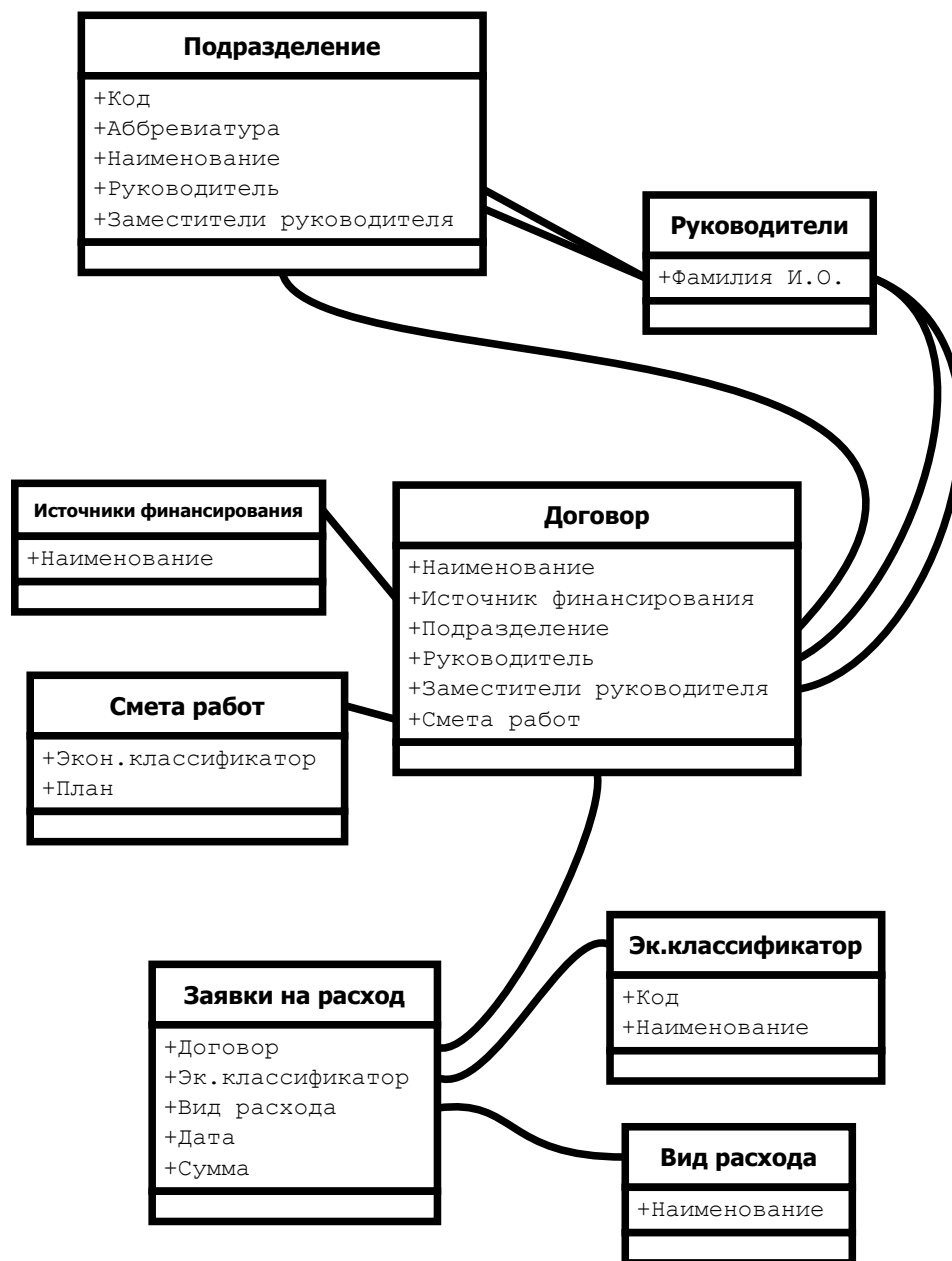 Подразделение
+Код
+Аббревиатура
+Наименование
+Руководитель
+Заместители руководителя
Руководители
+Фамилия И.О.
Источники финансирования
+Наименование
Договор
+Наименование
+Источник финансирования
+Подразделение
+Руководитель
+Заместители руководителя
+Смета работ
Смета работ
+Экон.классификатор
+План
Эк.классификатор
+Код
+Наименование
Заявки на расход
+Договор
+Эк.классификатор
+Вид расхода
+Дата
+Сумма
Вид расхода
+Наименование